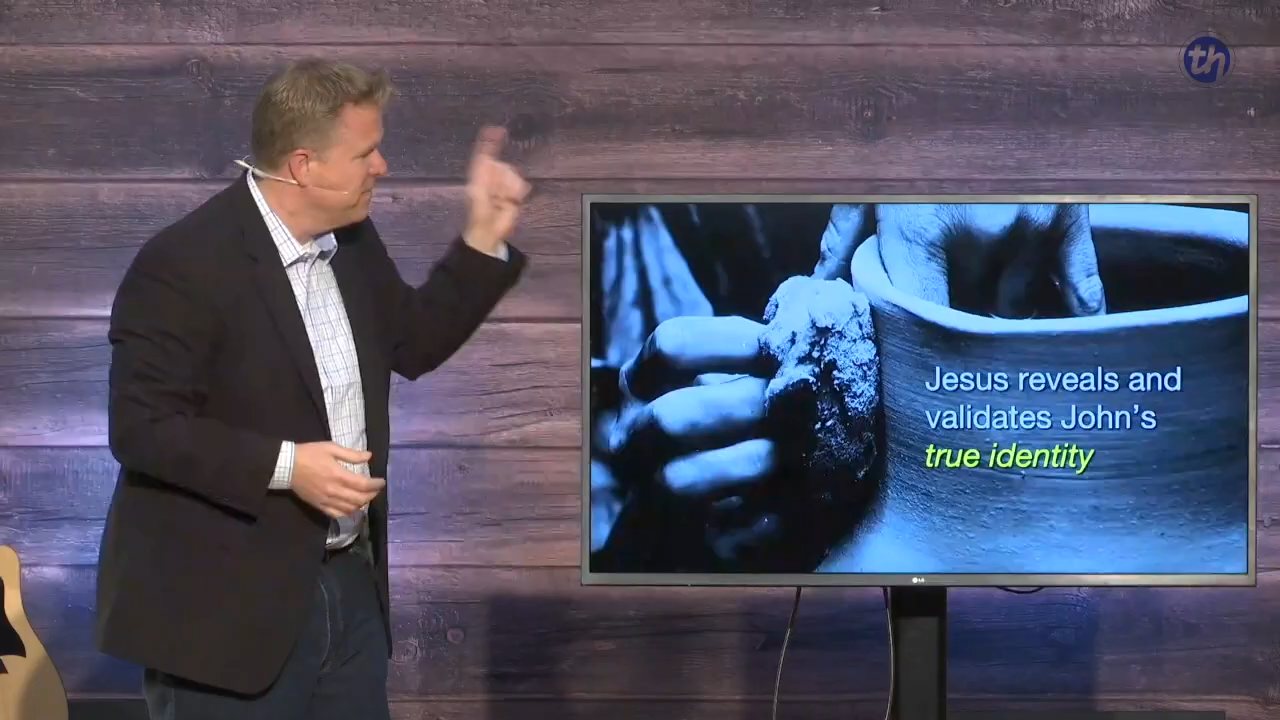 th
Jesus reveals and
validates John's
true identity
LG